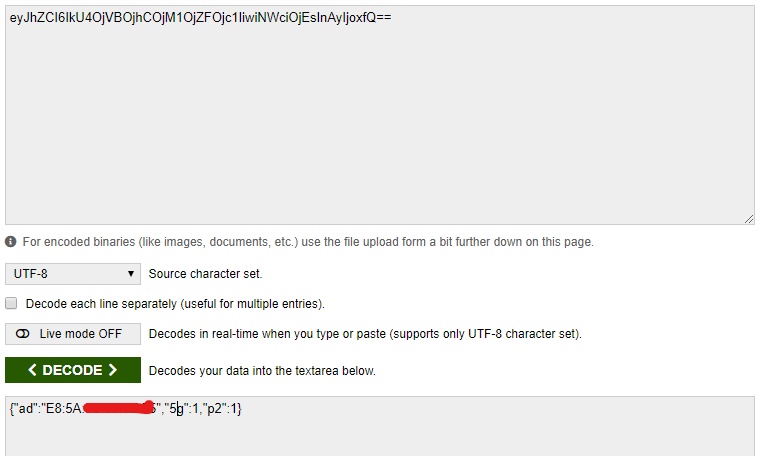 eyJhZCI6IkU4OjVBOjhCOjM1OjZFOjc1IiwiNWciOjEsInAyIjoxfQ==
For encoded binaries (like images, documents, etc.) use the file upload form a bit further down on this page.
UTF-8 Source character set.
Decode each line separately (useful for multiple entries).
Live mode OFF Decodes in real-time when you type or paste (supports only UTF-8 character set).
< DECODE > Decodes your data into the textarea below.
{"ad":"E8:5A: ","5g":1,"p2":1}